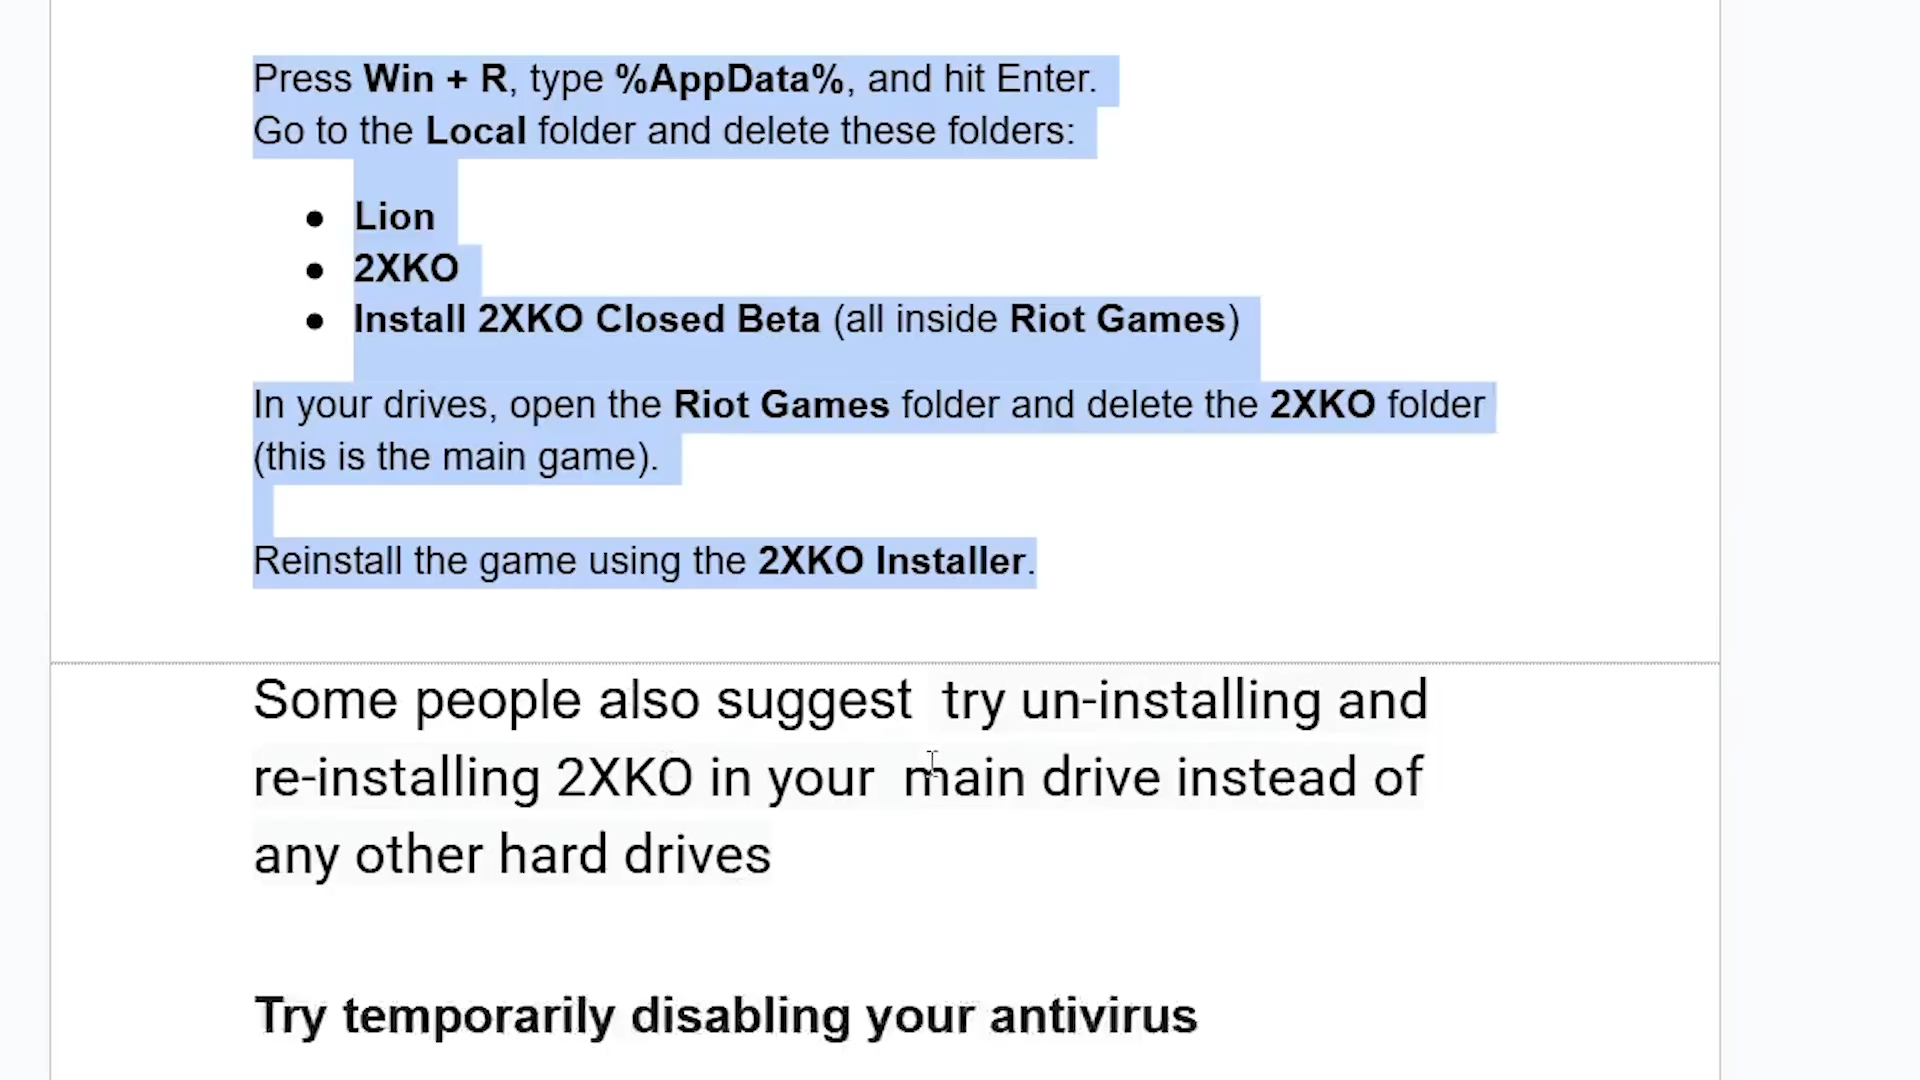 Press Win + R, type %AppData%, and hit Enter.
Go to the Local folder and delete these folders:
● Lion
● 2XKO
● Install 2XKO Closed Beta (all inside Riot Games)
In your drives, open the Riot Games folder and delete the 2XKO folder
(this is the main game).
Reinstall the game using the 2XKO Installer.
Some people also suggest  try un-installing and
re-installing 2XKO in your  main drive instead of
any other hard drives
Try temporarily disabling your antivirus